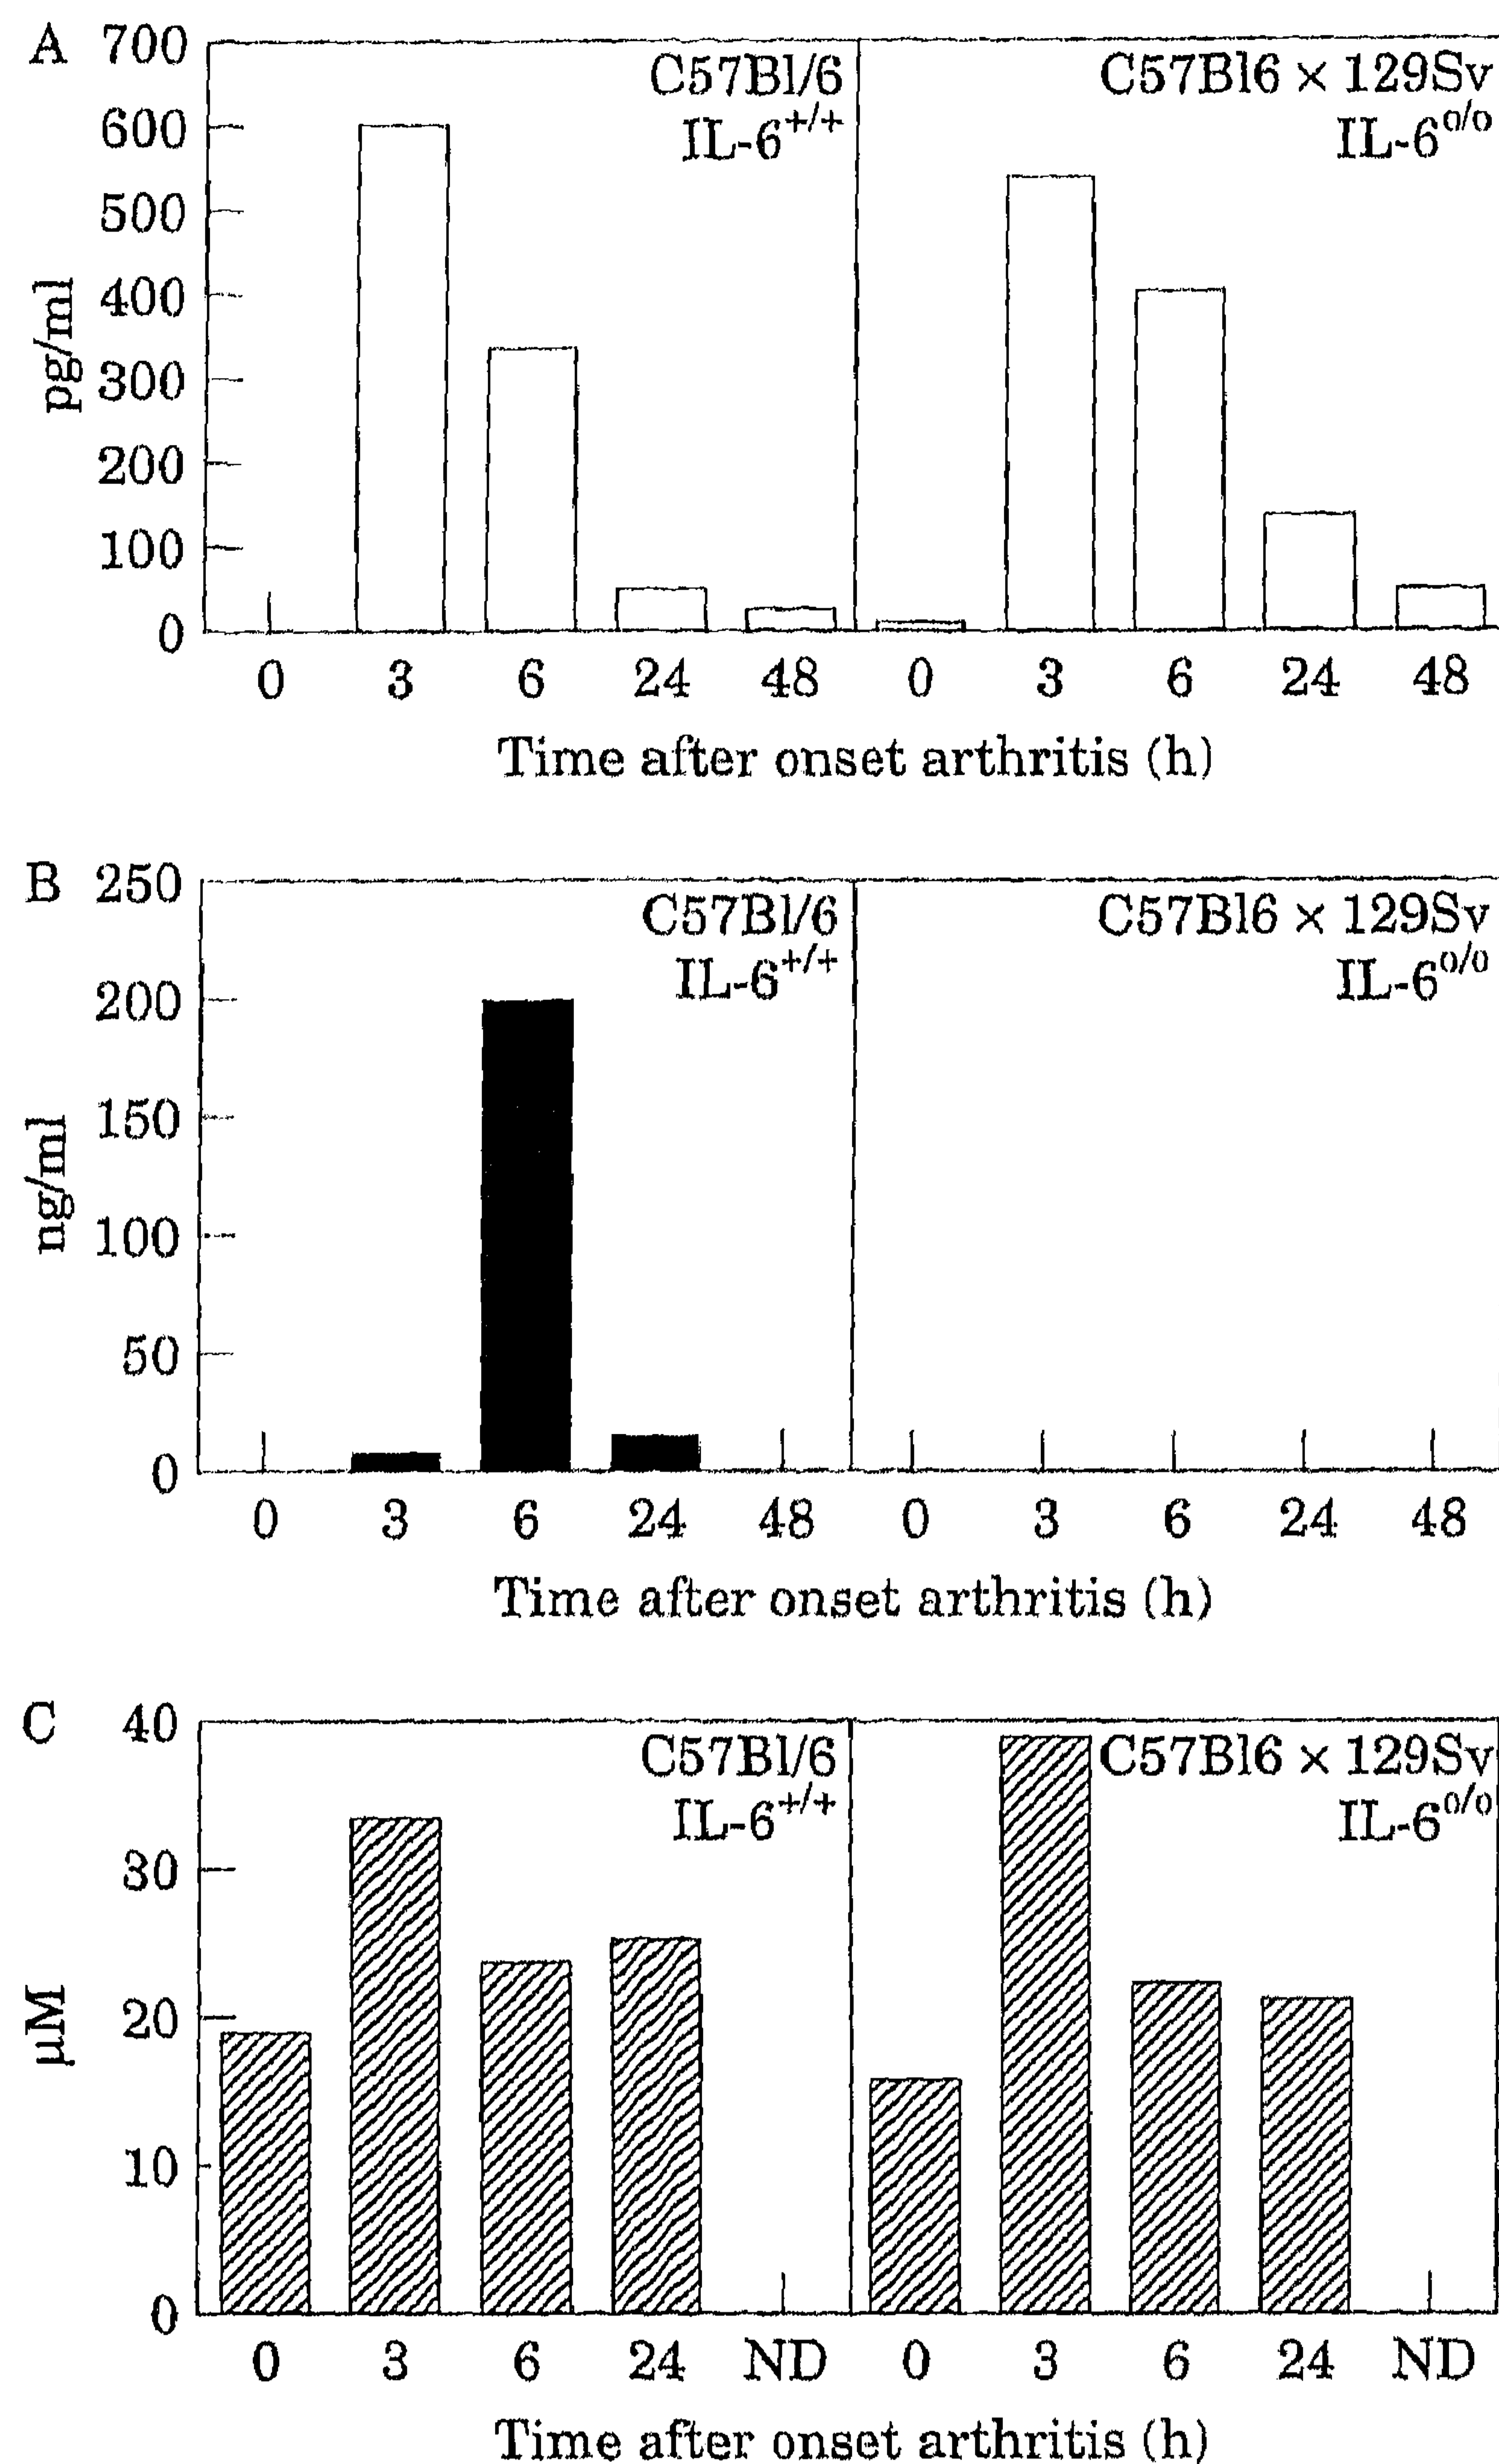 A
700
600
500
400
300
200
100
0
pg/ml
C57Bl/6
IL-6+/+
C57Bl6 × 129Sv
IL-6o/o
0 3 6 24 48 0 3 6 24 48
Time after onset arthritis (h)
B
250
200
150
100
50
0
ng/ml
C57Bl/6
IL-6+/+
C57Bl6 × 129Sv
IL-6o/o
0 3 6 24 48 0 3 6 24 48
Time after onset arthritis (h)
C
40
30
20
10
0
µM
C57Bl/6
IL-6+/+
C57Bl6 × 129Sv
IL-6o/o
0 3 6 24 ND 0 3 6 24 ND
Time after onset arthritis (h)